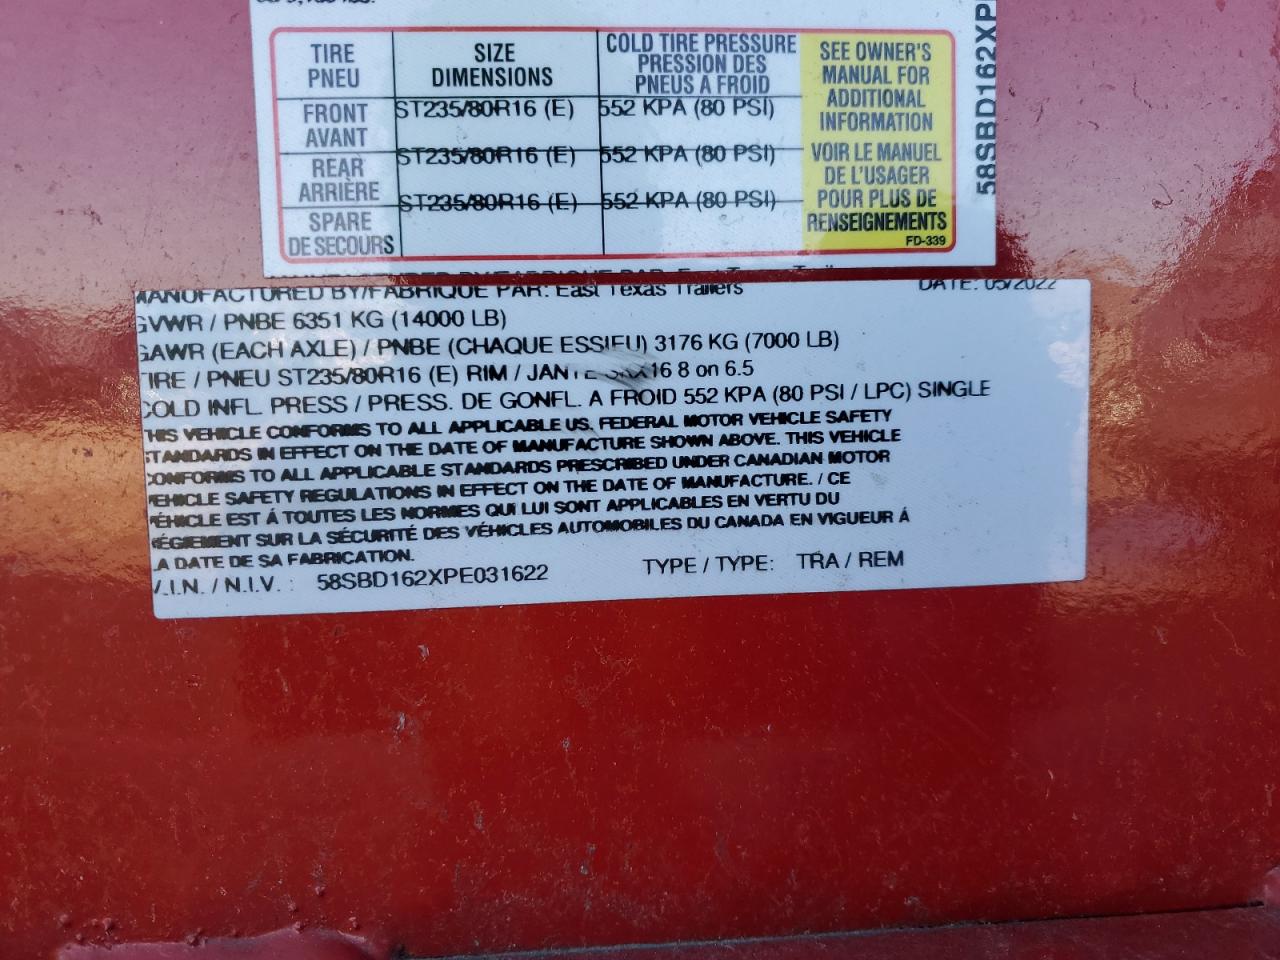 TIRE
PNEU
SIZE
DIMENSIONS
COLD TIRE PRESSURE
PRESSION DES
PNEUS A FROID
SEE OWNER'S
MANUAL FOR
ADDITIONAL
INFORMATION
VOIR LE MANUEL
DE L'USAGER
POUR PLUS DE
RENSEIGNEMENTS
FD-339
FRONT
AVANT
ST235/80R16 (E) 552 KPA (80 PSI)
REAR
ARRIÈRE
ST235/80R16 (E) 552 KPA (80 PSI)
SPARE
DE SECOURS
ST235/80R16 (E) 552 KPA (80 PSI)
58SBD162XP
MANUFACTURED BY/FABRIQUE PAR: East Texas Trailers DATE: 05/2022
GVWR / PNBE 6351 KG (14000 LB)
GAWR (EACH AXLE) / PNBE (CHAQUE ESSIEU) 3176 KG (7000 LB)
TIRE / PNEU ST235/80R16 (E) RIM / JANTE 16 8 on 6.5
COLD INFL. PRESS / PRESS. DE GONFL. A FROID 552 KPA (80 PSI / LPC) SINGLE
THIS VEHICLE CONFORMS TO ALL APPLICABLE US. FEDERAL MOTOR VEHICLE SAFETY
STANDARDS IN EFFECT ON THE DATE OF MANUFACTURE SHOWN ABOVE. THIS VEHICLE
CONFORMS TO ALL APPLICABLE STANDARDS PRESCRIBED UNDER CANADIAN MOTOR
VEHICLE SAFETY REGULATIONS IN EFFECT ON THE DATE OF MANUFACTURE. / CE
VÉHICLE EST Á TOUTES LES NORMES QUI LUI SONT APPLICABLES EN VERTU DU
RÉGIEMENT SUR LA SÉCURITÉ DES VÉHICLES AUTOMOBILES DU CANADA EN VIGUEUR Á
LA DATE DE SA FABRICATION.
V.I.N. / N.I.V. : 58SBD162XPE031622 TYPE / TYPE: TRA / REM